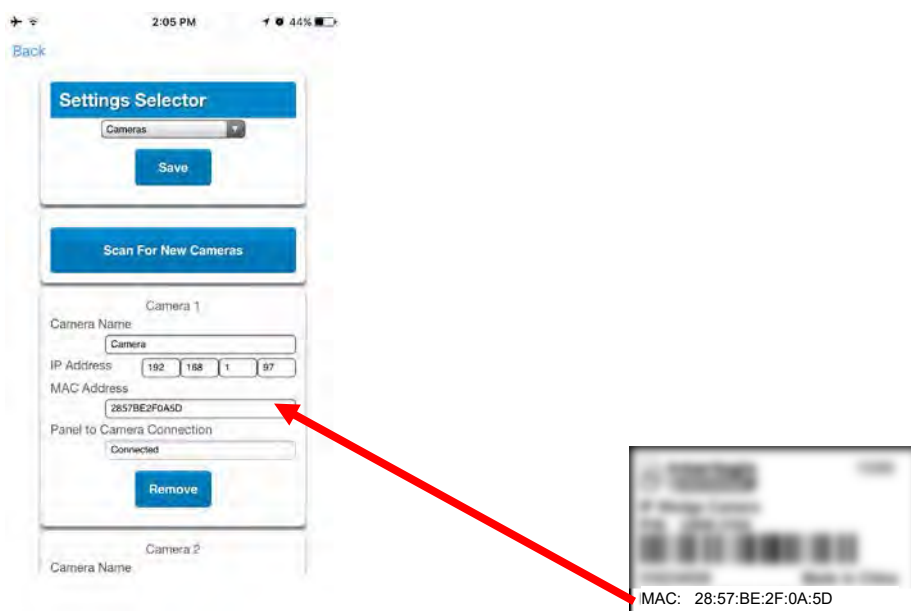 2:05 PM 44%
Back
Settings Selector
Cameras
Save
Scan For New Cameras
Camera 1
Camera Name
Camera
IP Address 192 168 1 97
MAC Address
2857BE2F0A5D
Panel to Camera Connection
Connected
Remove
Camera 2
Camera Name
MAC: 28:57:BE:2F:0A:5D